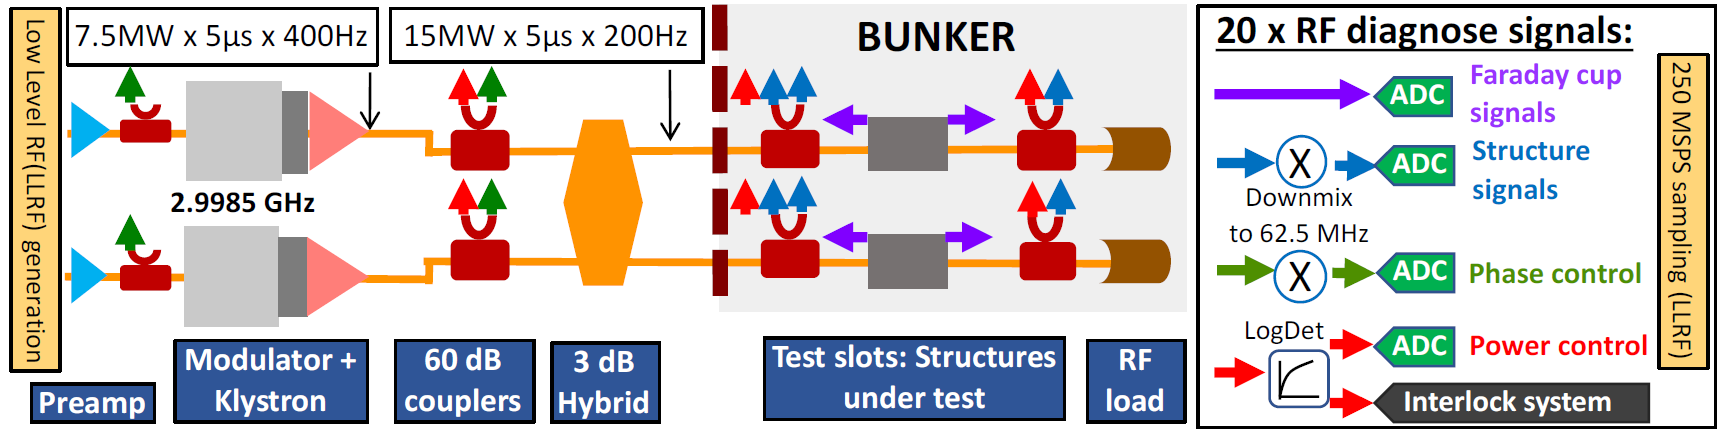 Low Level RF(LLRF) generation
7.5MW x 5µs x 400Hz
15MW x 5µs x 200Hz
BUNKER
2.9985 GHz
Preamp
Modulator +
Klystron
60 dB
couplers
3 dB
Hybrid
Test slots: Structures
under test
RF
load
20 x RF diagnose signals:
ADC
Faraday cup
signals
X
ADC
Structure
signals
Downmix
to 62.5 MHz
X
ADC
Phase control
LogDet
ADC
Power control
Interlock system
250 MSPS sampling (LLRF)